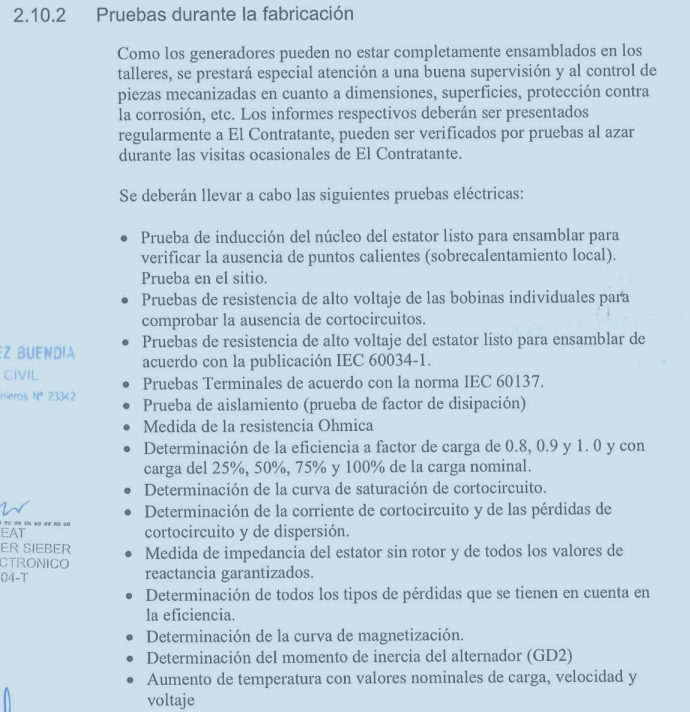 2.10.2 Pruebas durante la fabricación
Como los generadores pueden no estar completamente ensamblados en los
talleres, se prestará especial atención a una buena supervisión y al control de
piezas mecanizadas en cuanto a dimensiones, superficies, protección contra
la corrosión, etc. Los informes respectivos deberán ser presentados
regularmente a El Contratante, pueden ser verificados por pruebas al azar
durante las visitas ocasionales de El Contratante.
Se deberán llevar a cabo las siguientes pruebas eléctricas:
• Prueba de inducción del núcleo del estator listo para ensamblar para
verificar la ausencia de puntos calientes (sobrecalentamiento local).
Prueba en el sitio.
• Pruebas de resistencia de alto voltaje de las bobinas individuales para
comprobar la ausencia de cortocircuitos.
• Pruebas de resistencia de alto voltaje del estator listo para ensamblar de
acuerdo con la publicación IEC 60034-1.
• Pruebas Terminales de acuerdo con la norma IEC 60137.
• Prueba de aislamiento (prueba de factor de disipación)
• Medida de la resistencia Ohmica
• Determinación de la eficiencia a factor de carga de 0.8, 0.9 y 1. 0 y con
carga del 25%, 50%, 75% y 100% de la carga nominal.
• Determinación de la curva de saturación de cortocircuito.
• Determinación de la corriente de cortocircuito y de las pérdidas de
cortocircuito y de dispersión.
• Medida de impedancia del estator sin rotor y de todos los valores de
reactancia garantizados.
• Determinación de todos los tipos de pérdidas que se tienen en cuenta en
la eficiencia.
• Determinación de la curva de magnetización.
• Determinación del momento de inercia del alternador (GD2)
• Aumento de temperatura con valores nominales de carga, velocidad y
voltaje
EZ BUENDIA
CIVIL
nieros Nº 23342
EAT
ER SIEBER
CTRONICO
04-T